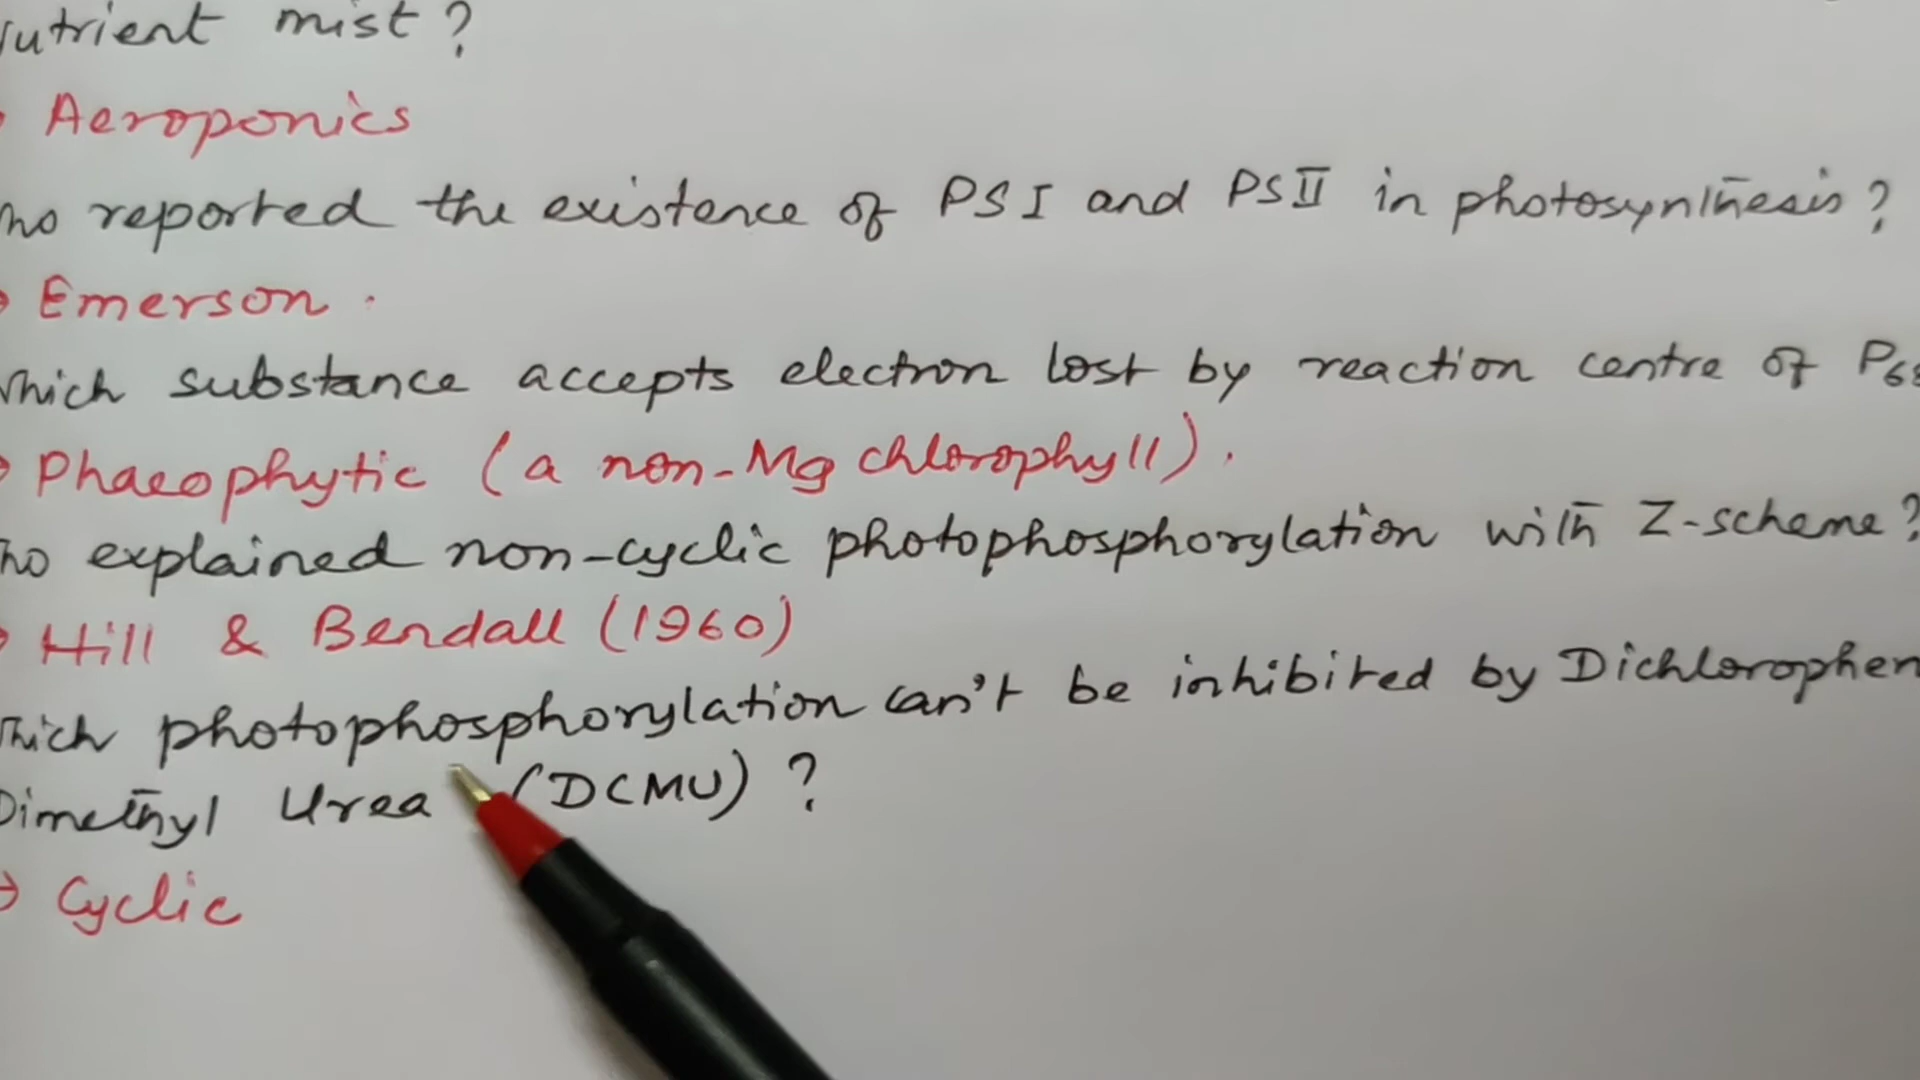 utrient mist?
Aeroponics
ho reported the existence of PS I and PS II in photosynthesis?
Emerson.
which substance accepts electron lost by reaction centre of P68
Phaeophytic (a non-Mg chlorophyll).
ho explained non-cyclic photophosphorylation with Z-scheme?
Hill & Bendall (1960)
hich photophosphorylation can't be inhibited by Dichlorophen
Dimethyl Urea (DCMU)?
→ Cyclic